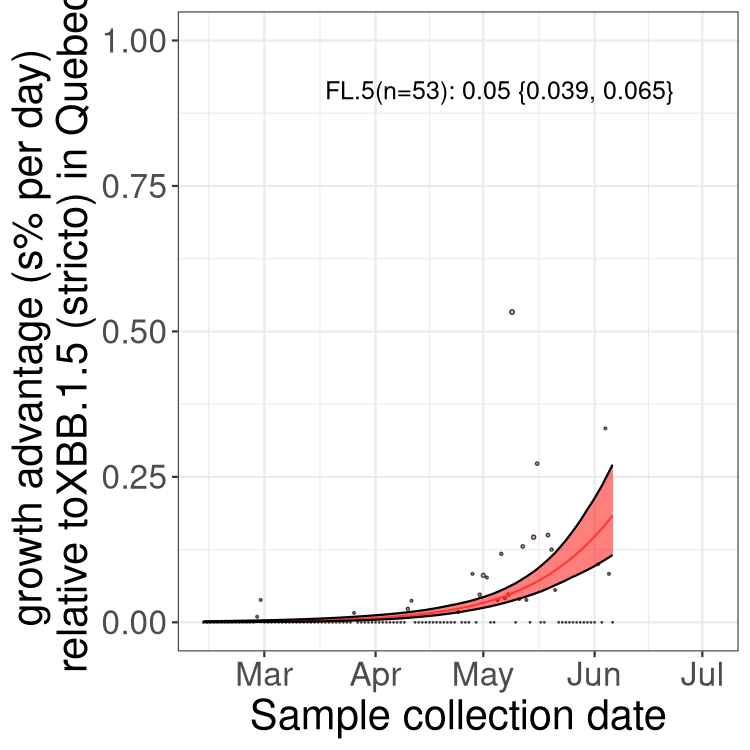 growth advantage (s% per day)
relative toXBB.1.5 (stricto) in Quebec
1.00
0.75
0.50
0.25
0.00
FL.5(n=53): 0.05 {0.039, 0.065}
Mar Apr May Jun Jul
Sample collection date